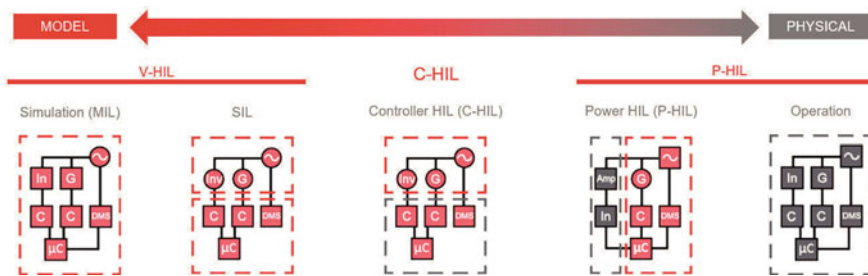 MODEL
PHYSICAL
V-HIL
C-HIL
P-HIL
Simulation (MIL)
SIL
Controller HIL (C-HIL)
Power HIL (P-HIL)
Operation
In G
C C DMS
µC
Inv G
C C DMS
µC
Inv G
C C DMS
µC
Amp G
In C DMS
µC
In G
C C DMS
µC